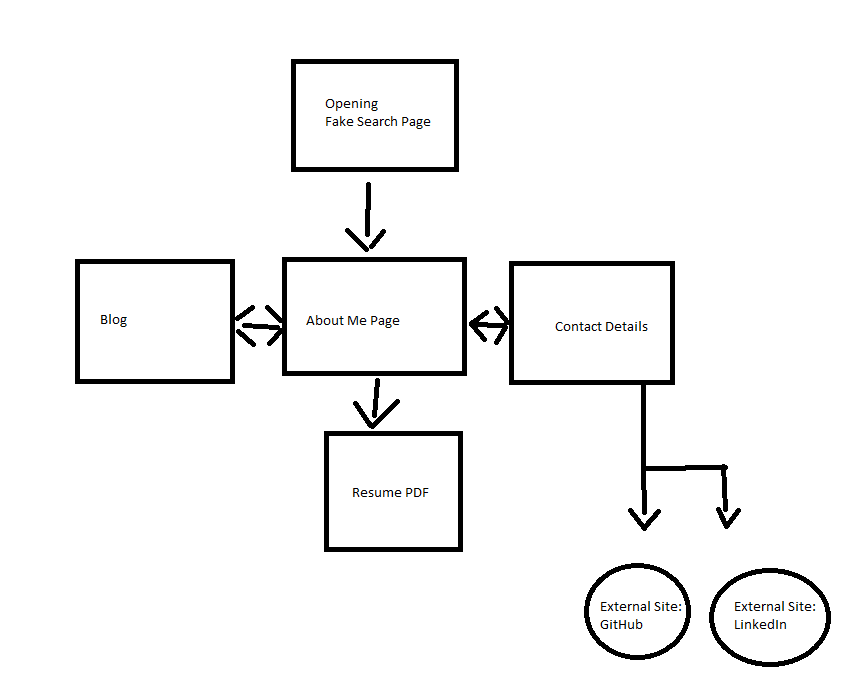 Opening
Fake Search Page
Blog
About Me Page
Contact Details
Resume PDF
External Site:
GitHub
External Site:
LinkedIn